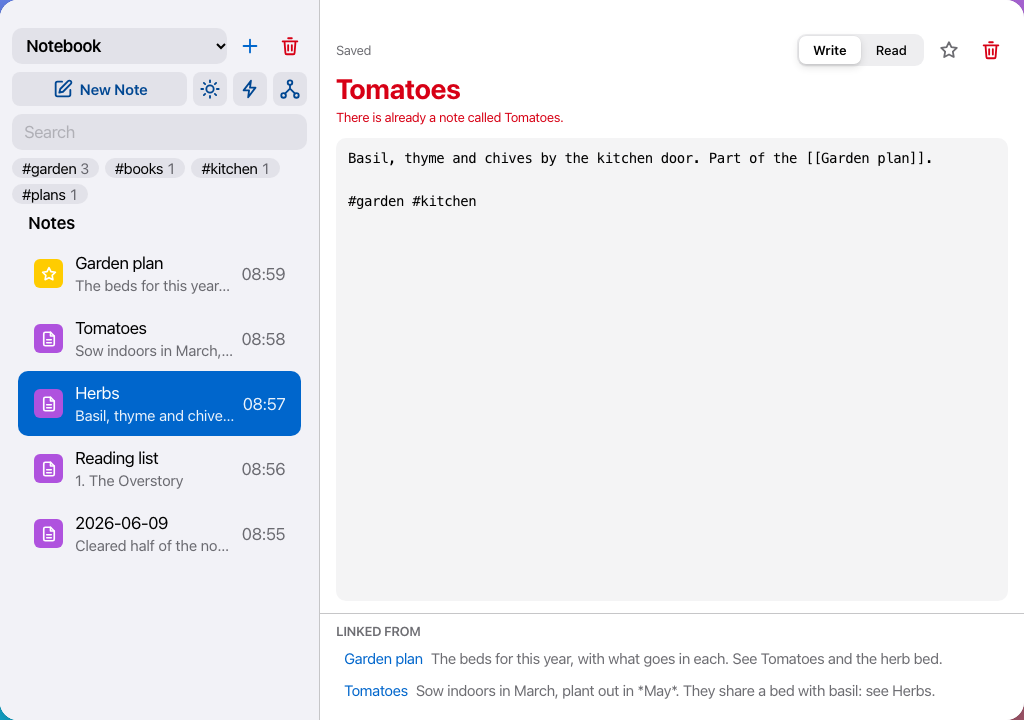 Notebook
New Note
Search
#garden 3
#books 1
#kitchen 1
#plans 1
Notes
Garden plan
The beds for this year...
08:59
Tomatoes
Sow indoors in March,...
08:58
Herbs
Basil, thyme and chive...
08:57
Reading list
1. The Overstory
08:56
2026-06-09
Cleared half of the no...
08:55
Saved
Write
Read
Tomatoes
There is already a note called Tomatoes.
Basil, thyme and chives by the kitchen door. Part of the [[Garden plan]].
#garden #kitchen
LINKED FROM
Garden plan The beds for this year, with what goes in each. See Tomatoes and the herb bed.
Tomatoes Sow indoors in March, plant out in *May*. They share a bed with basil: see Herbs.